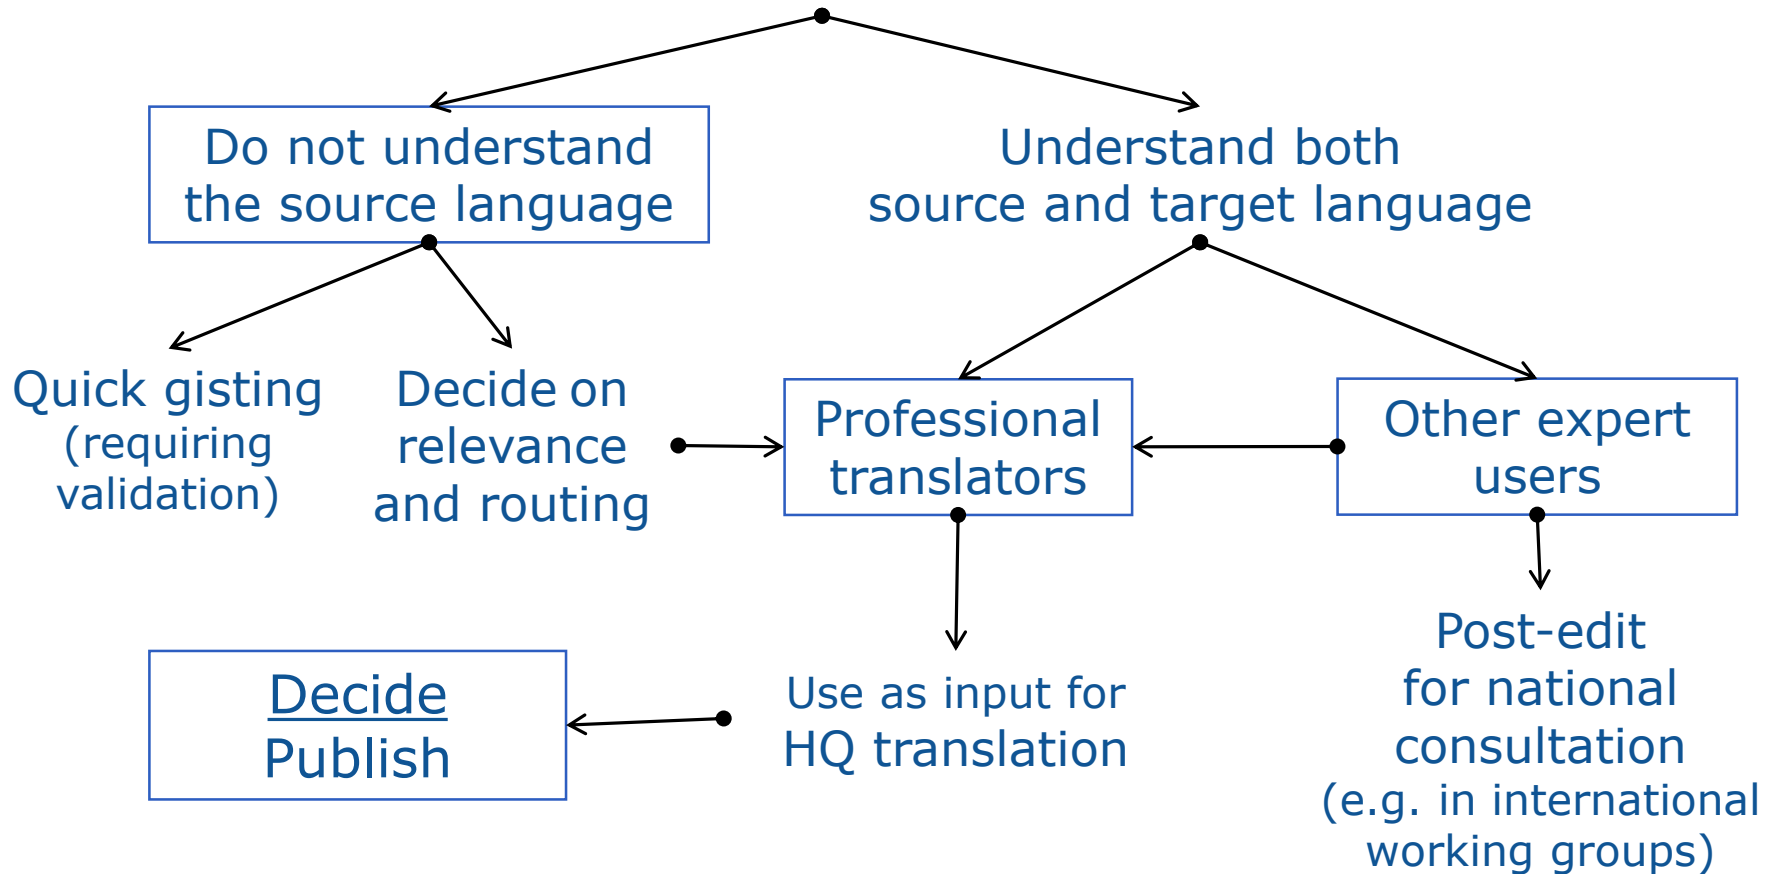 Do not understand
the source language
Understand both
source and target language
Quick gisting
(requiring
validation)
Decide on
relevance
and routing
Professional
translators
Other expert
users
Decide
Publish
Use as input for
HQ translation
Post-edit
for national
consultation
(e.g. in international
working groups)